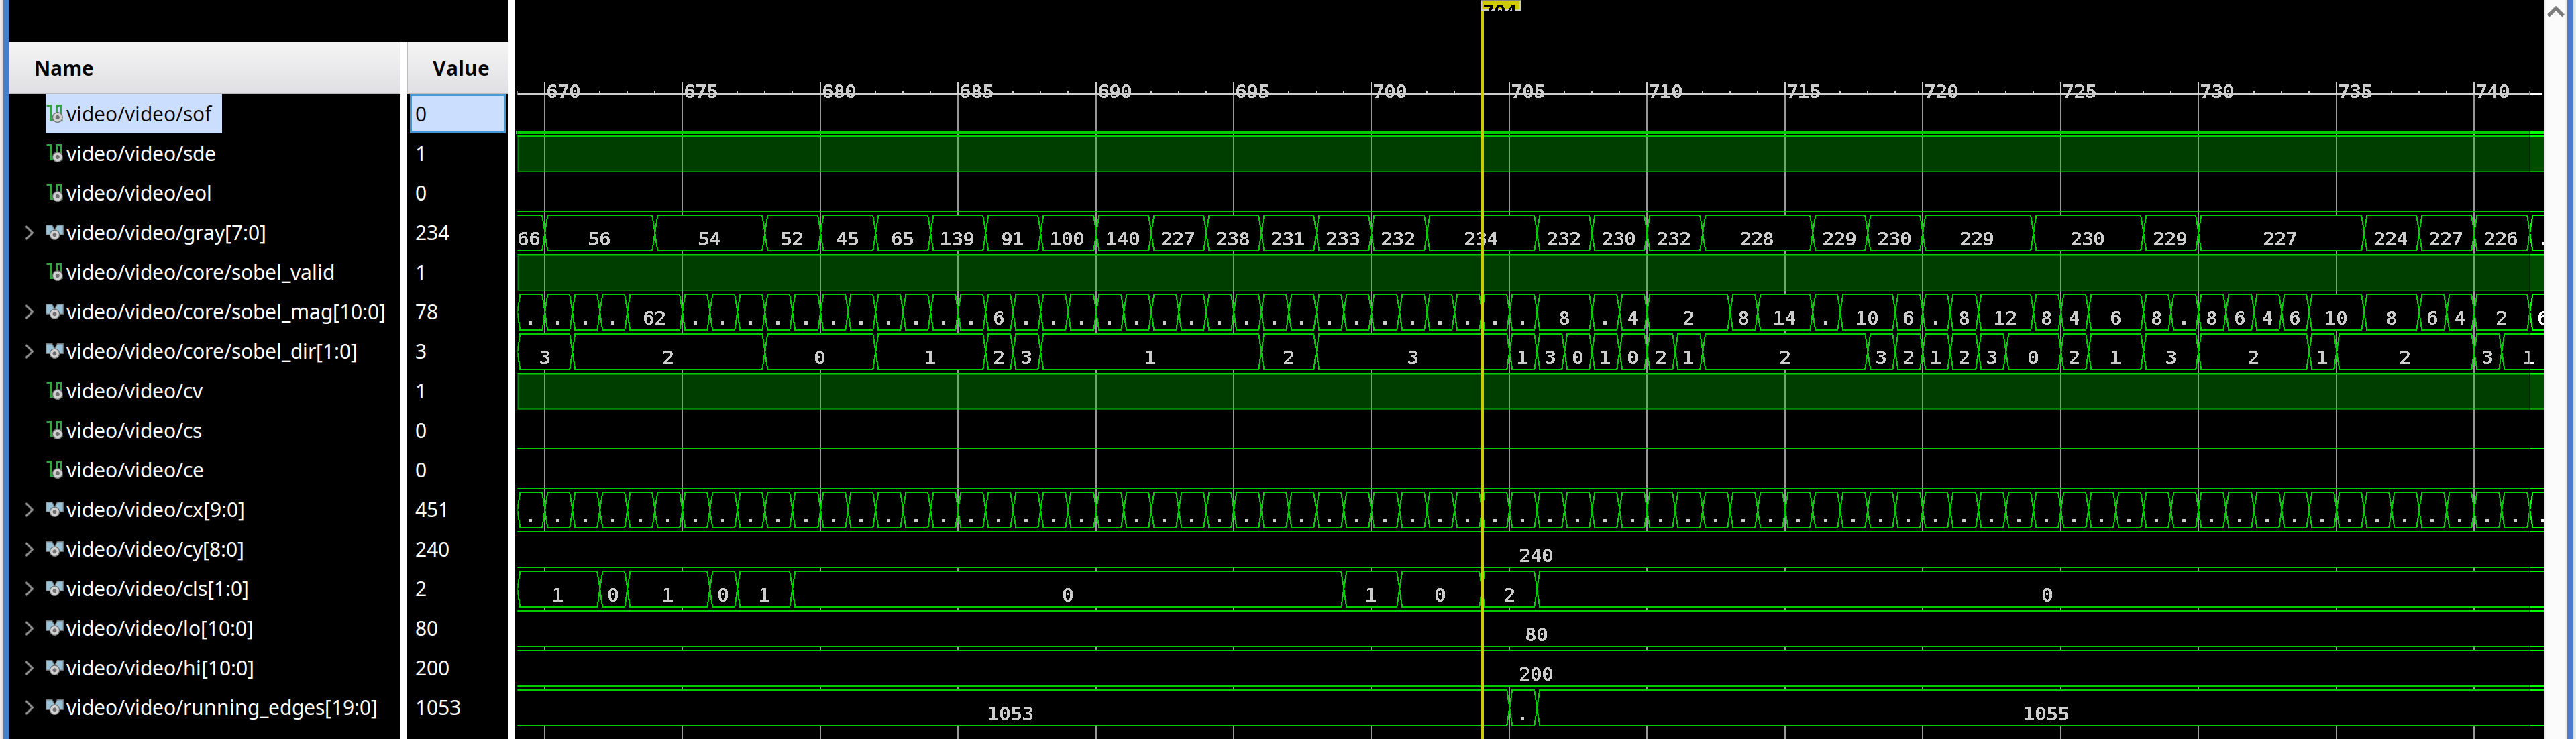 704
Name Value
670 675 680 685 690 695 700 705 710 715 720 725 730 735 740
video/video/sof 0
video/video/sde 1
video/video/eol 0
video/video/gray[7:0] 234 66 56 54 52 45 65 139 91 100 140 227 238 231 233 232 234 232 230 232 228 229 230 229 230 229 227 224 227 226 .
video/video/core/sobel_valid 1
video/video/core/sobel_mag[10:0] 78 . . . . 62 . . . . . . . . . . . 6 . . . . . . . . . . . . . . . . . . . 8 . 4 2 8 14 . 10 6 . 8 12 8 4 6 8 . 8 6 4 6 10 8 6 4 2 6
video/video/core/sobel_dir[1:0] 3 3 2 0 1 2 3 1 2 3 1 3 0 1 0 2 1 2 3 2 1 2 3 0 2 1 3 2 1 2 3 1
video/video/cv 1
video/video/cs 0
video/video/ce 0
video/video/cx[9:0] 451 . . . . . . . . . . . . . . . . . . . . . . . . . . . . . . . . . . . . . . . . . . . . . . . . . . . . . . . . . . . . . . . . . . . . . . . . . .
video/video/cy[8:0] 240 240
video/video/cls[1:0] 2 1 0 1 0 1 0 1 0 2 0
video/video/lo[10:0] 80 80
video/video/hi[10:0] 200 200
video/video/running_edges[19:0] 1053 1053 . 1055